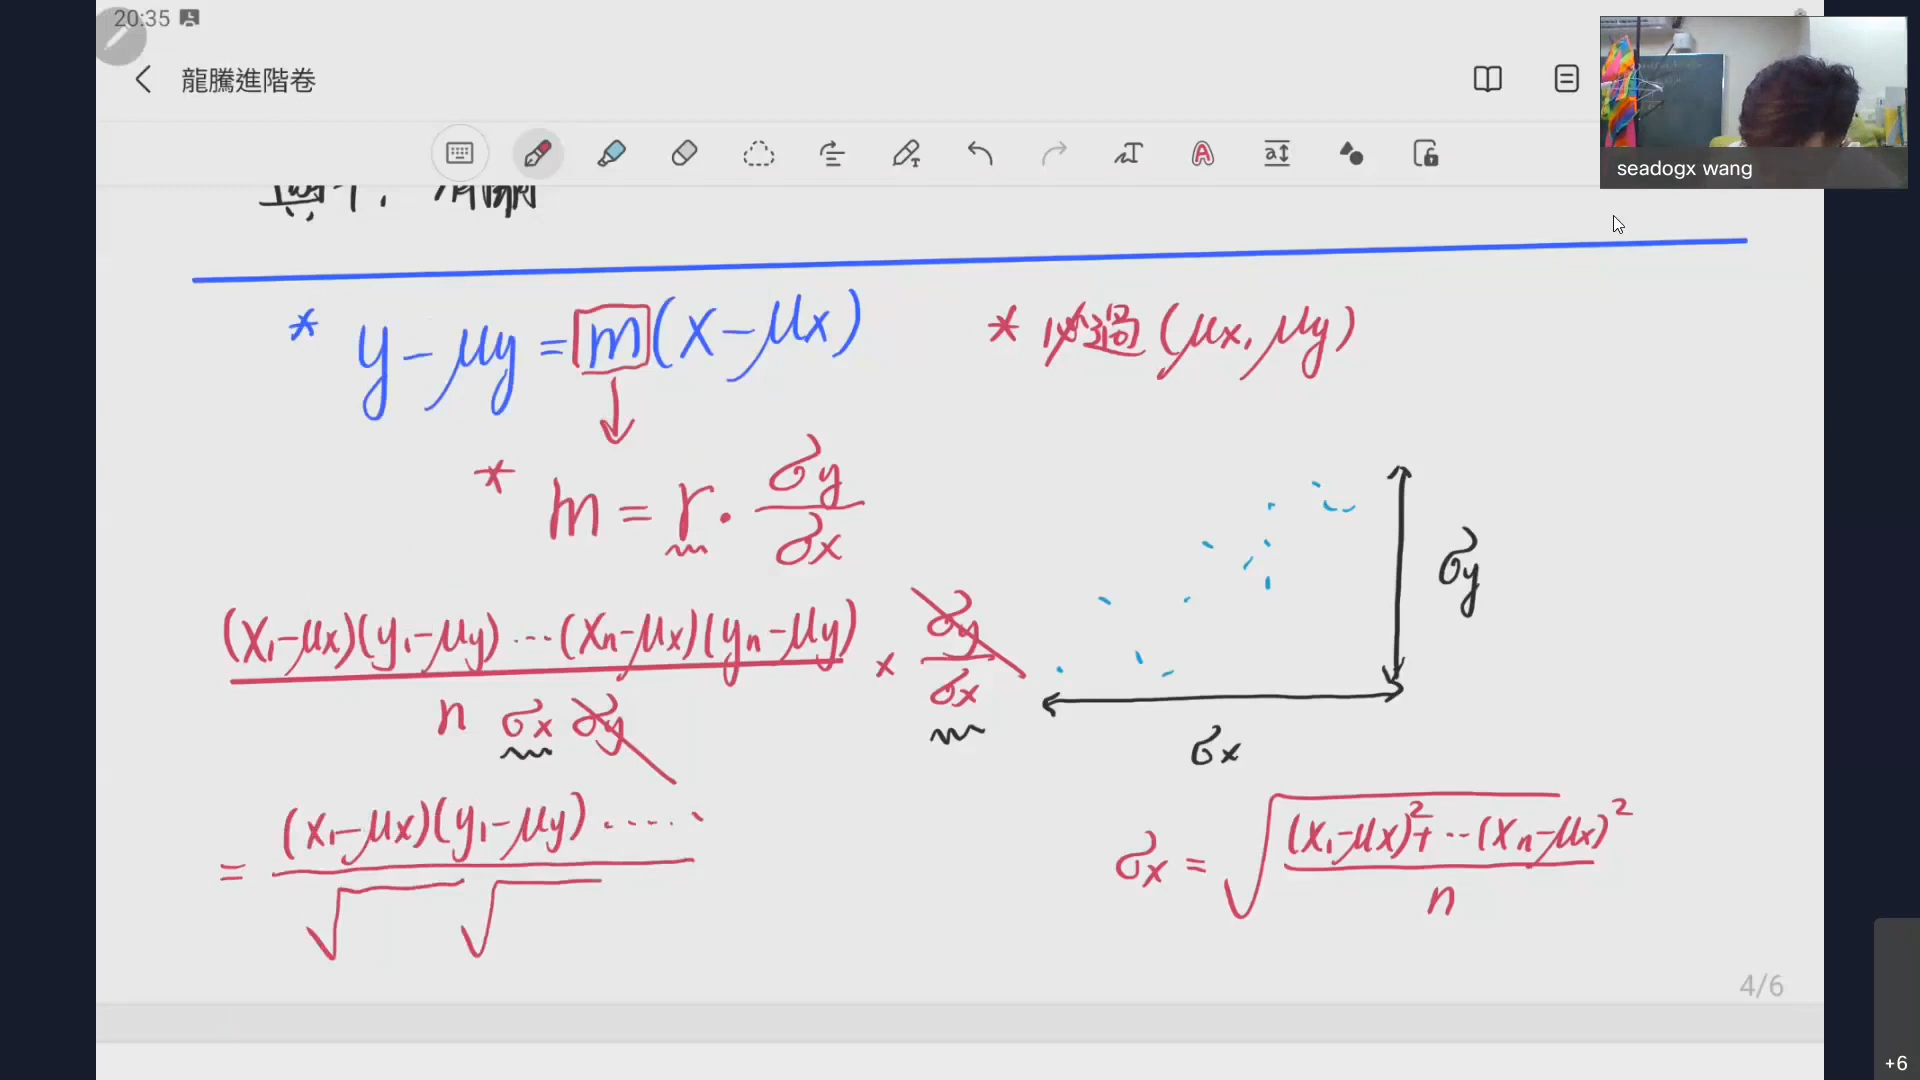 20:35
龍騰進階卷
seadogx wang
* y-μy = m(x-μx)
* 必過(μx, μy)
* m = r · σy/σx
σy
(x₁-μx)(y₁-μy)...(xn-μx)(yn-μy) / n σx σy × σy/σx
σx
= (x₁-μx)(y₁-μy)...... / √ √
σx = √((x₁-μx)²+...(xn-μx)² / n)
4/6
+6